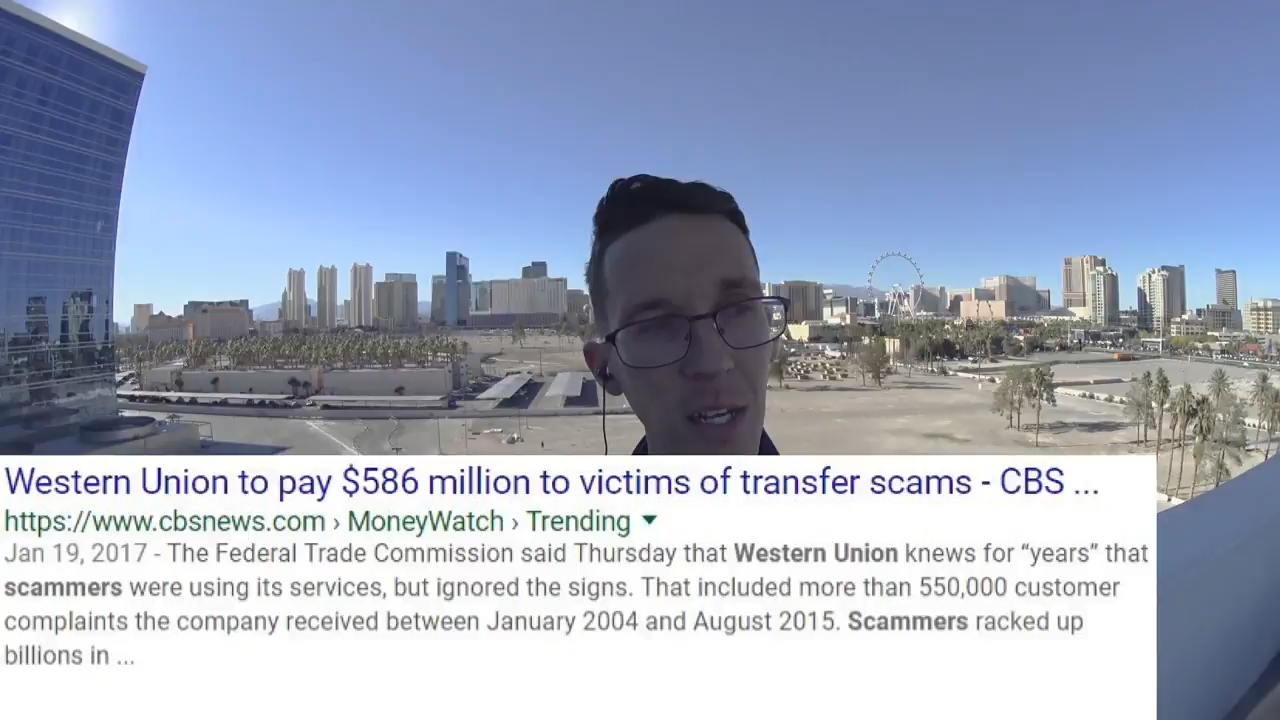 Western Union to pay $586 million to victims of transfer scams - CBS ...
https://www.cbsnews.com › MoneyWatch › Trending
Jan 19, 2017 - The Federal Trade Commission said Thursday that Western Union knews for “years” that
scammers were using its services, but ignored the signs. That included more than 550,000 customer
complaints the company received between January 2004 and August 2015. Scammers racked up
billions in ...